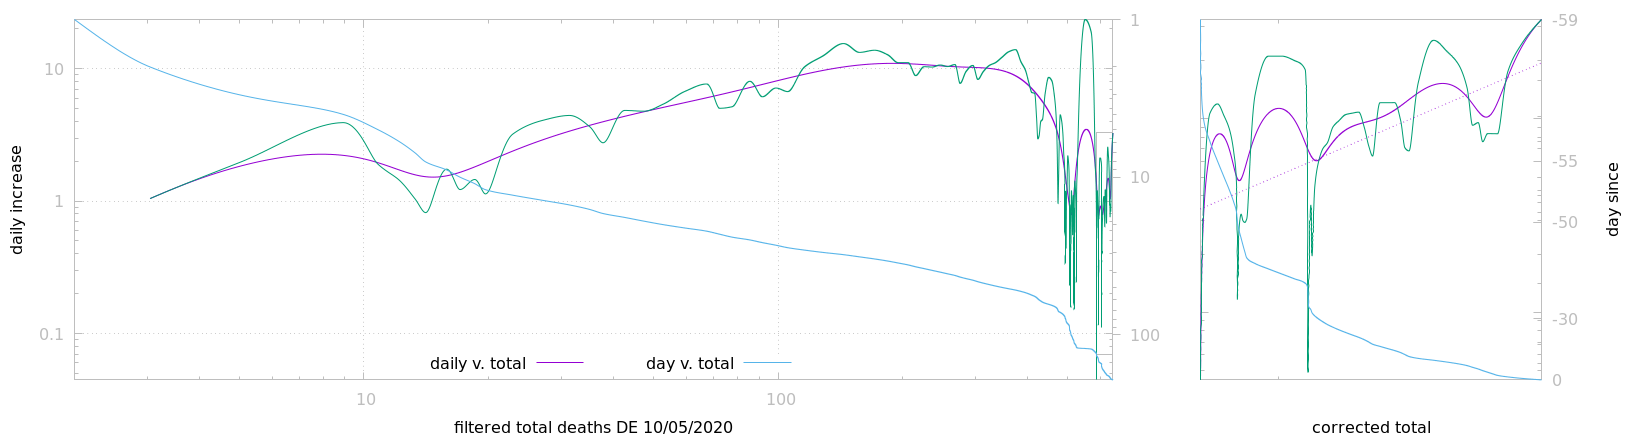 daily increase
10
1
0.1
10
100
1
10
100
daily v. total
day v. total
filtered total deaths DE 10/05/2020
-59
-55
-50
-30
0
day since
corrected total